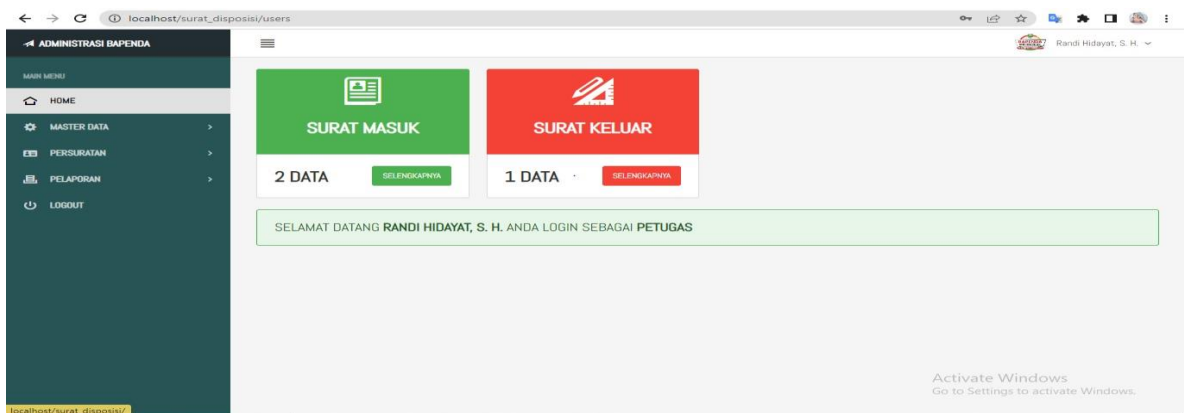 localhost/surat_disposisi/users
ADMINISTRASI BAPENDA
Randi Hidayat, S. H.
MAIN MENU
HOME
MASTER DATA
PERSURATAN
PELAPORAN
LOGOUT
SURAT MASUK
2 DATA
SELENGKAPNYA
SURAT KELUAR
1 DATA
SELENGKAPNYA
SELAMAT DATANG RANDI HIDAYAT, S. H. ANDA LOGIN SEBAGAI PETUGAS
Activate Windows
Go to Settings to activate Windows.
localhost/surat_disposisi/